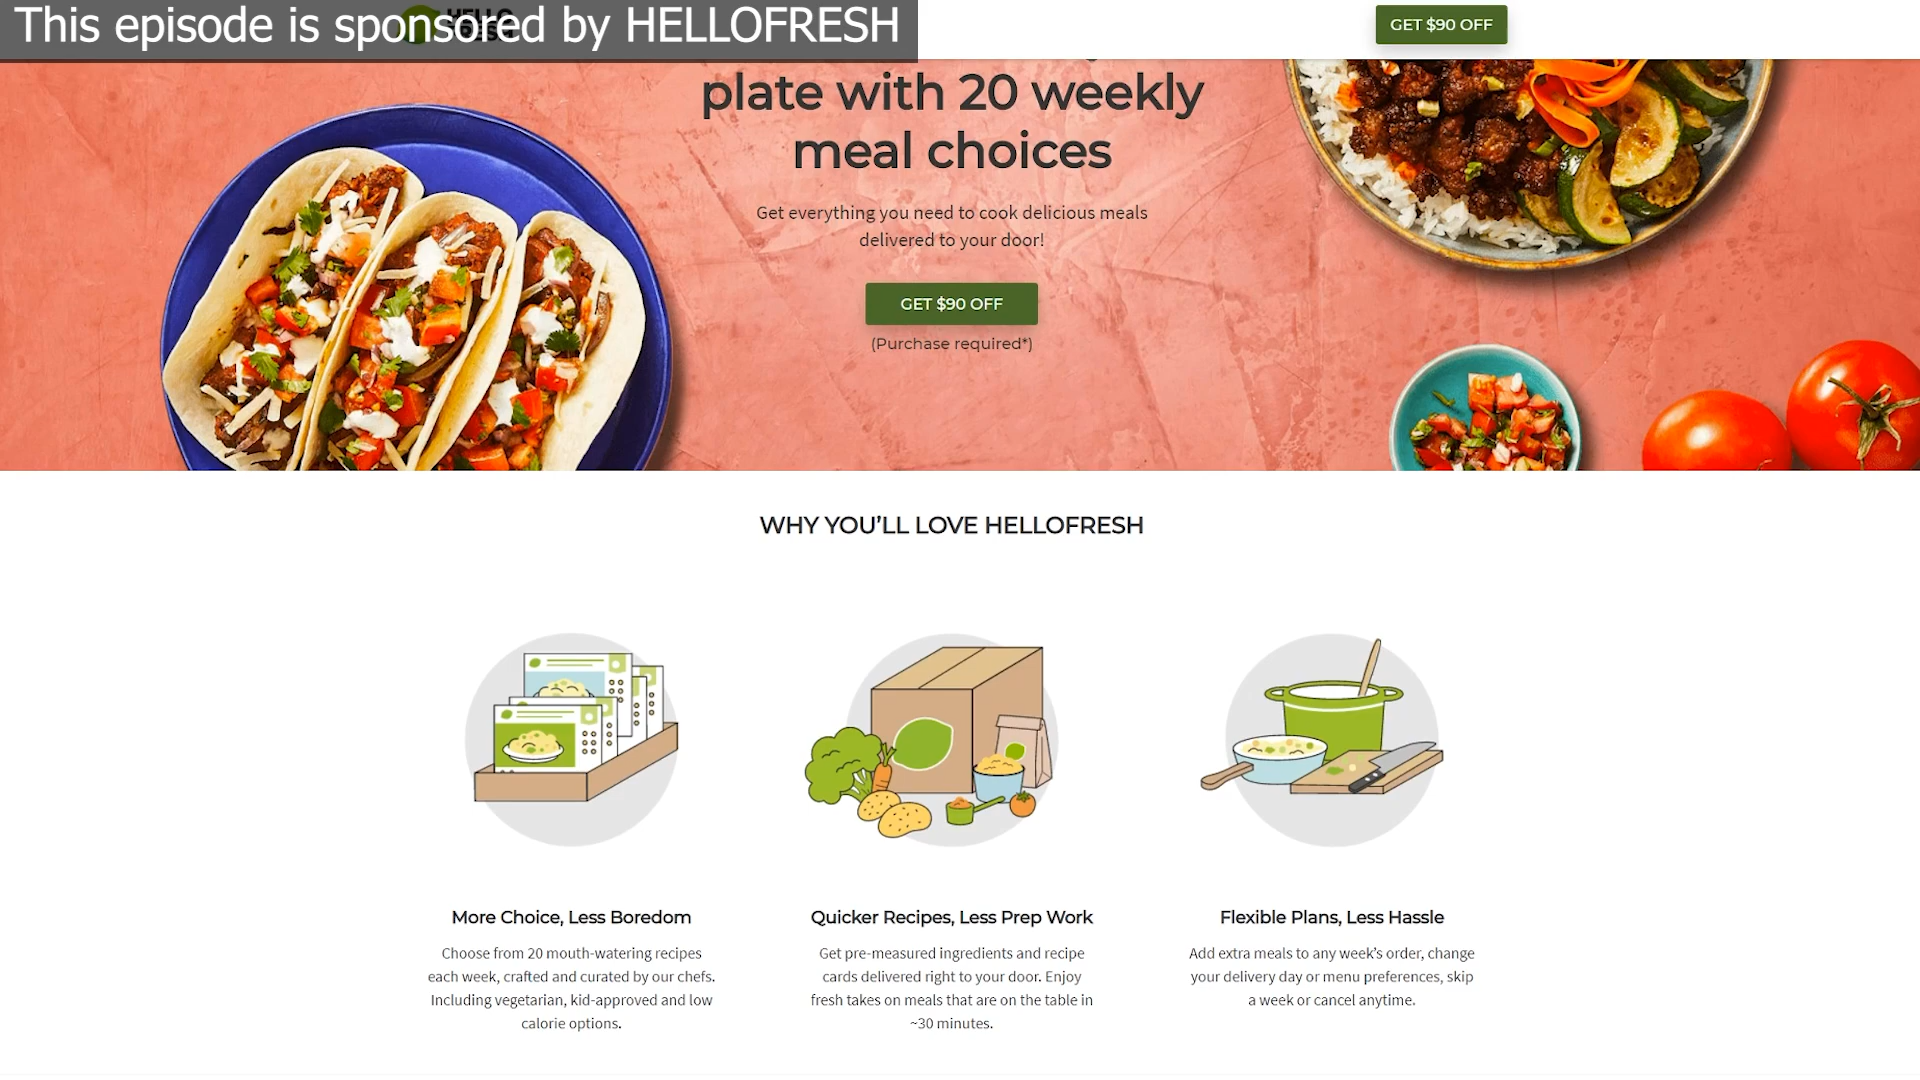 This episode is sponsored by HELLOFRESH
GET $90 OFF
plate with 20 weekly
meal choices
Get everything you need to cook delicious meals
delivered to your door!
GET $90 OFF
(Purchase required*)
WHY YOU’LL LOVE HELLOFRESH
More Choice, Less Boredom
Choose from 20 mouth-watering recipes
each week, crafted and curated by our chefs.
Including vegetarian, kid-approved and low
calorie options.
Quicker Recipes, Less Prep Work
Get pre-measured ingredients and recipe
cards delivered right to your door. Enjoy
fresh takes on meals that are on the table in
~30 minutes.
Flexible Plans, Less Hassle
Add extra meals to any week’s order, change
your delivery day or menu preferences, skip
a week or cancel anytime.